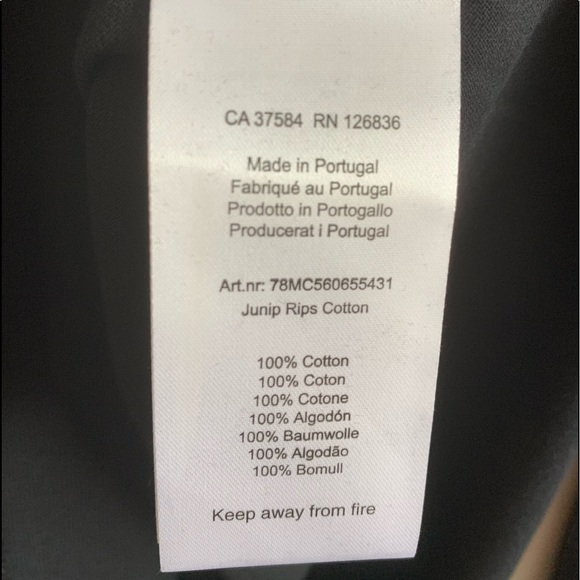 CA 37584 RN 126836
Made in Portugal
Fabriqué au Portugal
Prodotto in Portogallo
Producerat i Portugal
Art.nr: 78MC560655431
Junip Rips Cotton
100% Cotton
100% Coton
100% Cotone
100% Algodón
100% Baumwolle
100% Algodão
100% Bomull
Keep away from fire